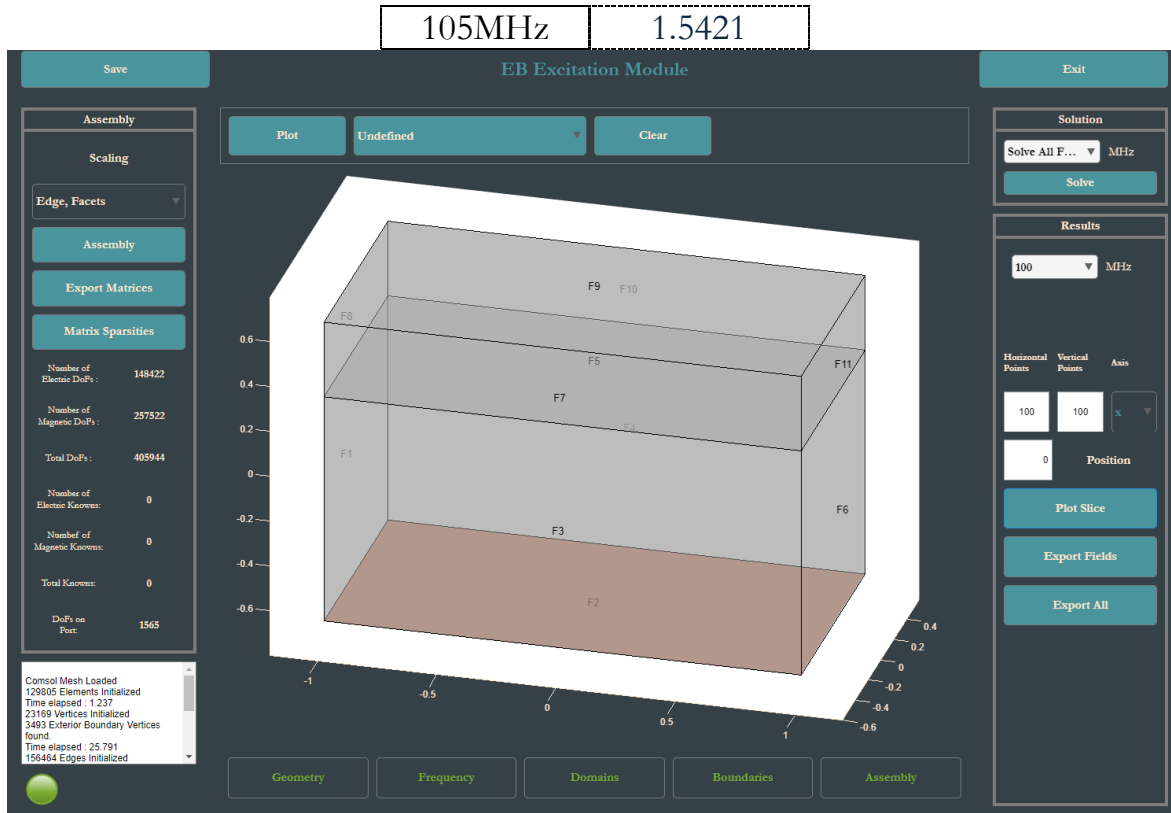 105MHz 1.5421
Save EB Excitation Module Exit
Assembly
Scaling
Edge, Facets
Assembly
Export Matrices
Matrix Sparsities
Number of
Electric DoFs : 148422
Number of
Magnetic DoFs : 257522
Total DoFs : 405944
Number of
Electric Knowns: 0
Number of
Magnetic Knowns: 0
Total Knowns: 0
DoFs on
Port: 1565
Comsol Mesh Loaded
129805 Elements Initialized
Time elapsed : 1.237
23169 Vertices Initialized
3493 Exterior Boundary Vertices
found.
Time elapsed : 25.791
156464 Edges Initialized
Plot Undefined Clear
F9 F10
F8
F5 F11
F7
F4
F1
F6
F3
F2
0.6
0.4
0.2
0
-0.2
-0.4
-0.6
-1
-0.5
0
0.5
1
0.4
0.2
0
-0.2
-0.4
-0.6
Geometry Frequency Domains Boundaries Assembly
Solution
Solve All F... MHz
Solve
Results
100 MHz
Horizontal
Points
Vertical
Points
Axis
100 100 x
0 Position
Plot Slice
Export Fields
Export All